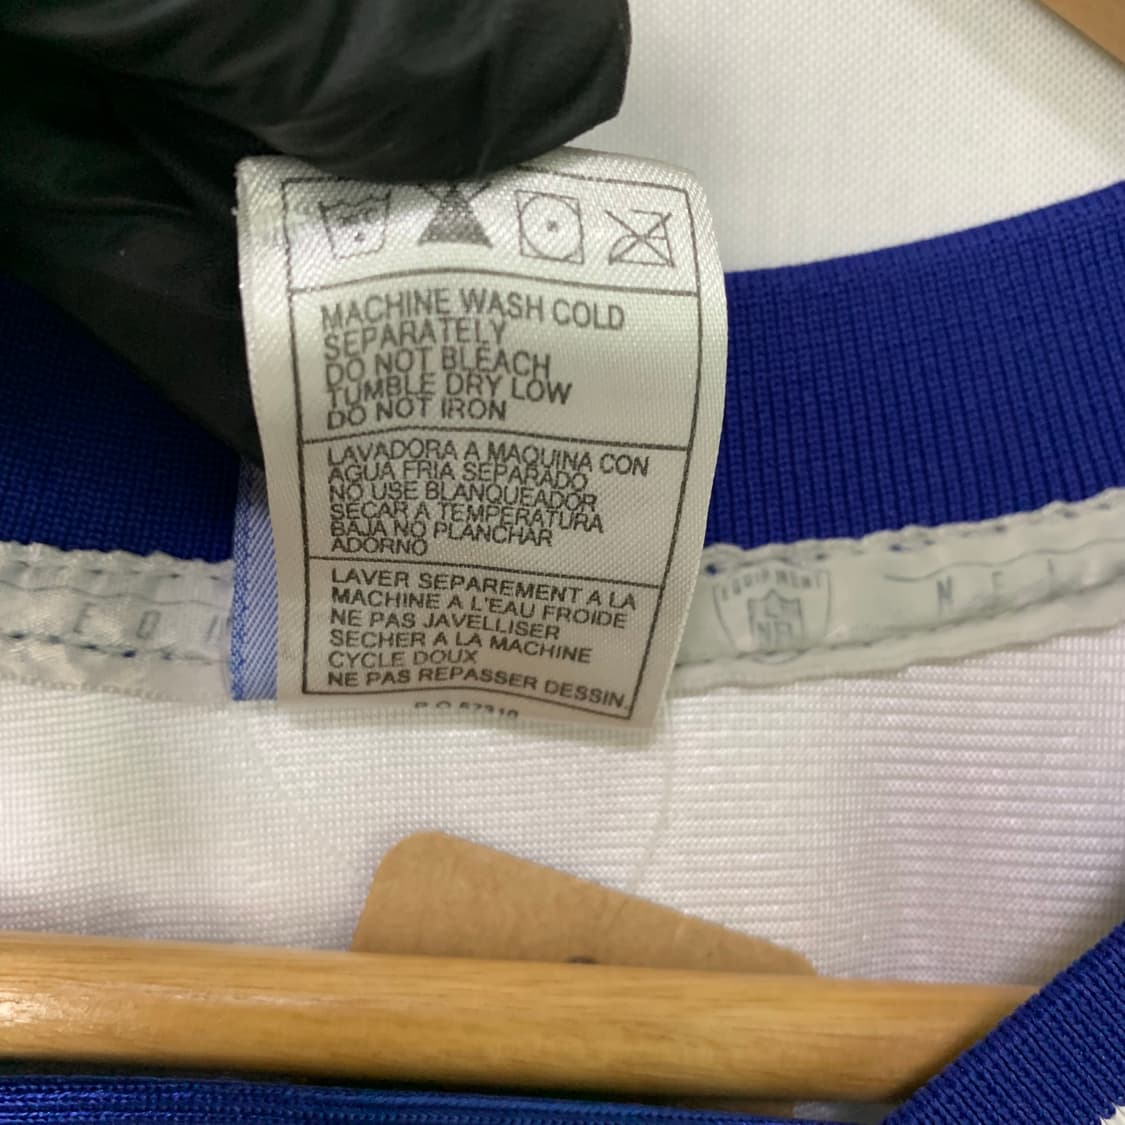 MACHINE WASH COLD
SEPARATELY
DO NOT BLEACH
TUMBLE DRY LOW
DO NOT IRON
LAVADORA A MAQUINA CON
AGUA FRIA SEPARADO
NO USE BLANQUEADOR
SECAR A TEMPERATURA
BAJA NO PLANCHAR
ADORNO
LAVER SEPAREMENT A LA
MACHINE A L'EAU FROIDE
NE PAS JAVELLISER
SECHER A LA MACHINE
CYCLE DOUX
NE PAS REPASSER DESSIN.
EQUIPMENT
NFL